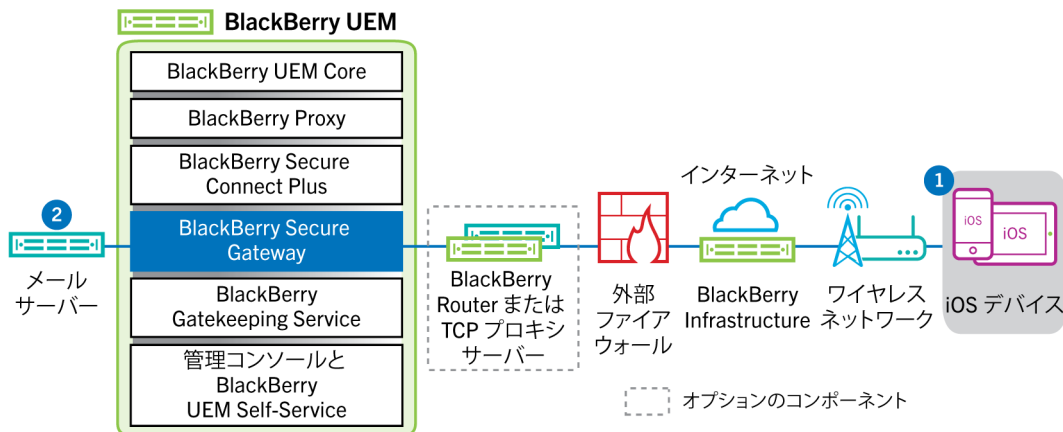 BlackBerry UEM
BlackBerry UEM Core
BlackBerry Proxy
BlackBerry Secure
Connect Plus
BlackBerry Secure
Gateway
BlackBerry
Gatekeeping Service
管理コンソールと
BlackBerry
UEM Self-Service
2
メール
サーバー
BlackBerry
Router または
TCP プロキシ
サーバー
外部
ファイア
ウォール
インターネット
BlackBerry
Infrastructure
ワイヤレス
ネットワーク
1
iOS
iOS
iOS デバイス
オプションのコンポーネント